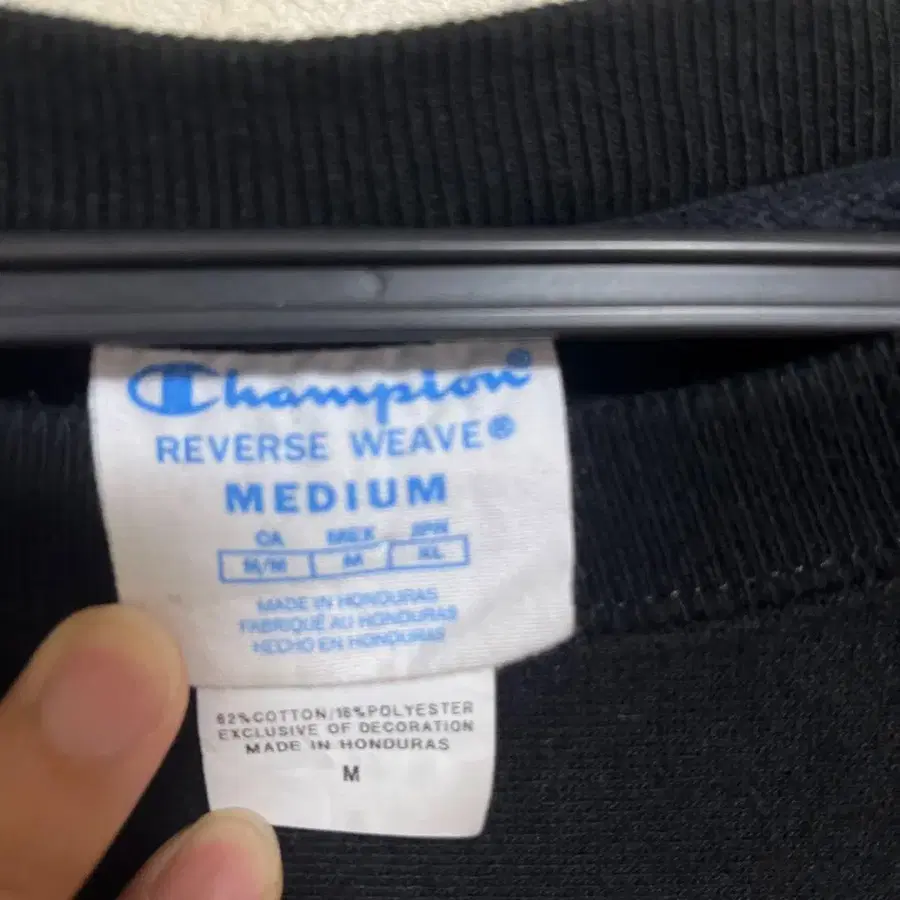 Champion®
REVERSE WEAVE®
MEDIUM
CA MEX JPN
M/M M XL
MADE IN HONDURAS
FABRIQUÉ AU HONDURAS
HECHO EN HONDURAS
82%COTTON/18%POLYESTER
EXCLUSIVE OF DECORATION
MADE IN HONDURAS
M